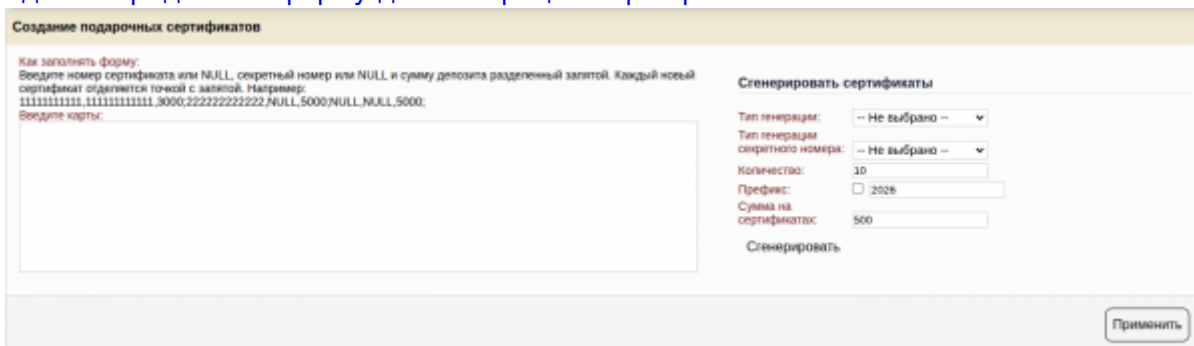 Создание подарочных сертификатов
Как заполнять форму:
Введите номер сертификата или NULL, секретный номер или NULL и сумму депозита разделенный запятой. Каждый новый
сертификат отделяется точкой с запятой. Например:
11111111111,111111111111,3000;222222222222,NULL,5000;NULL,NULL,5000;
Введите карты:
Сгенерировать сертификаты
Тип генерации: -- Не выбрано --
Тип генерации
секретного номера: -- Не выбрано --
Количество: 10
Префикс: 2026
Сумма на
сертификатах: 500
Сгенерировать
Применить